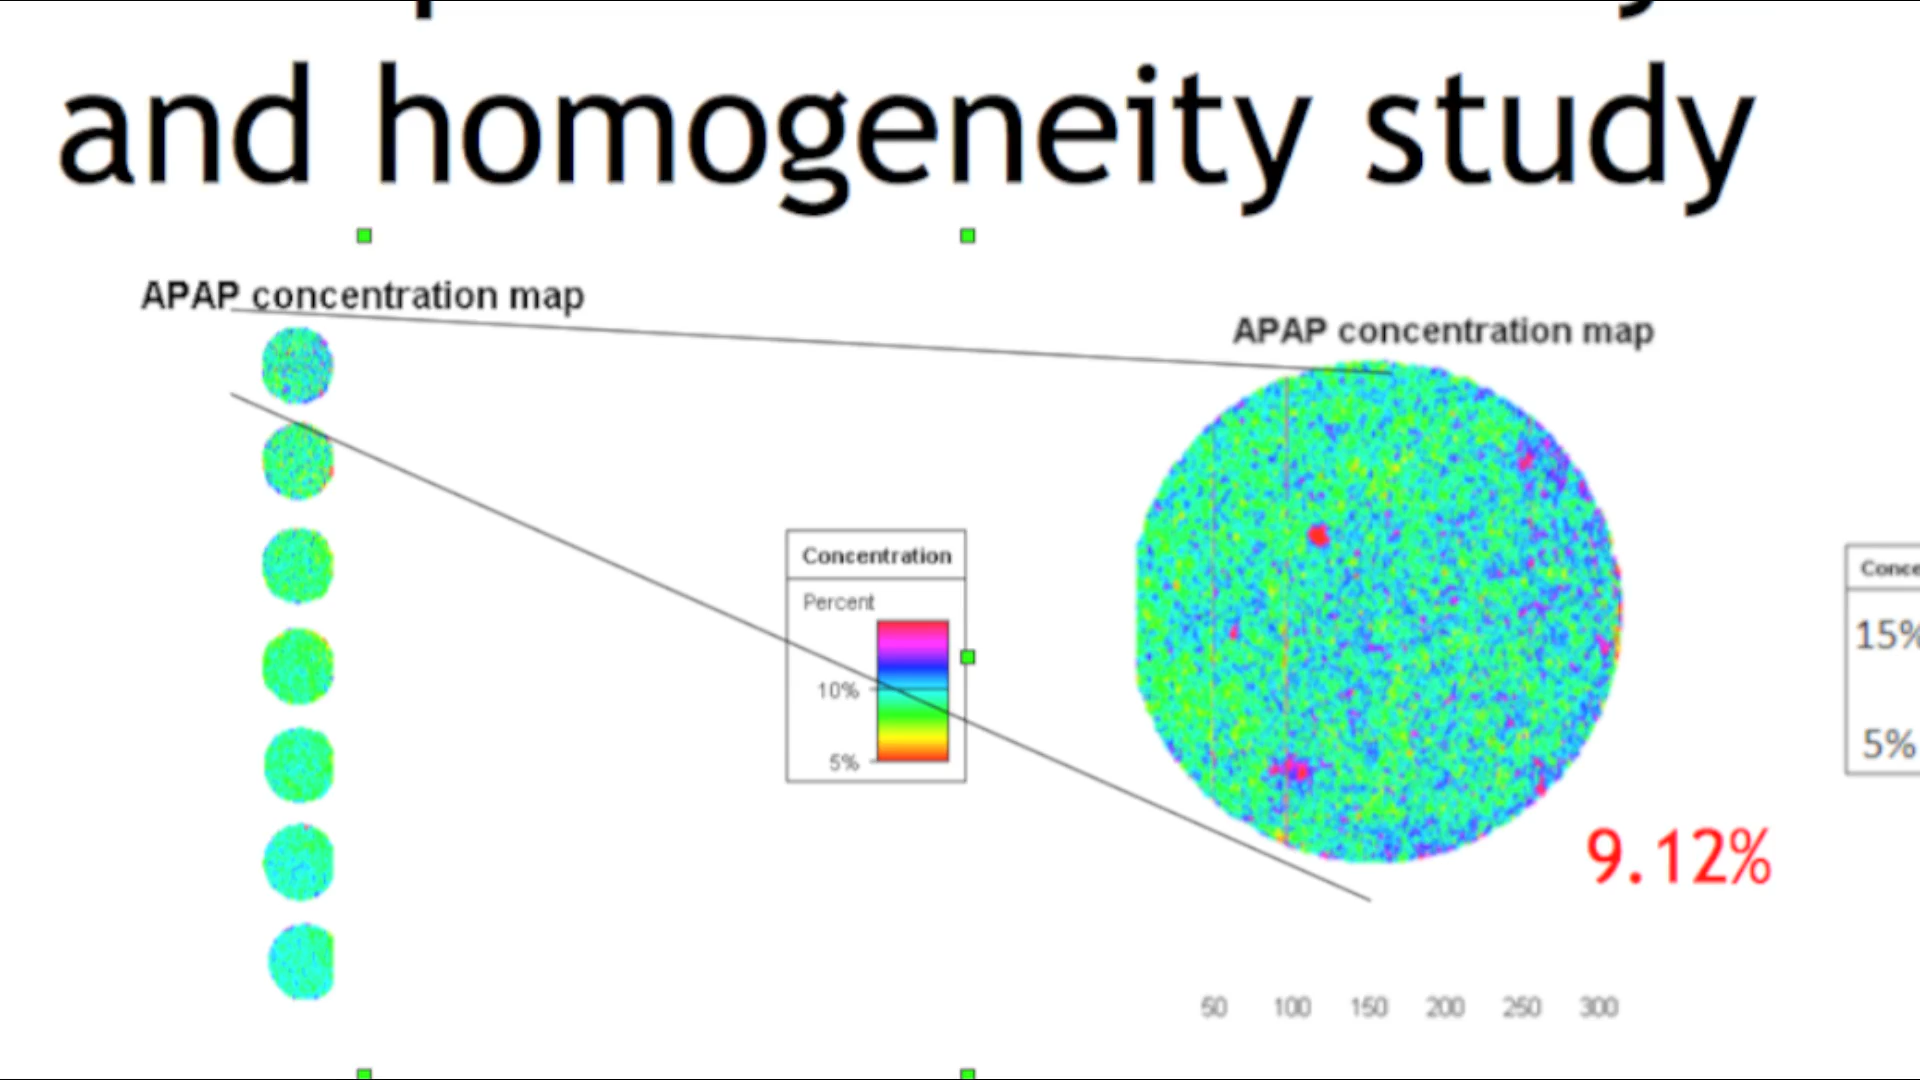 and homogeneity study
APAP concentration map
APAP concentration map
Concentration
Percent
10%
5%
15%
5%
9.12%
50 100 150 200 250 300